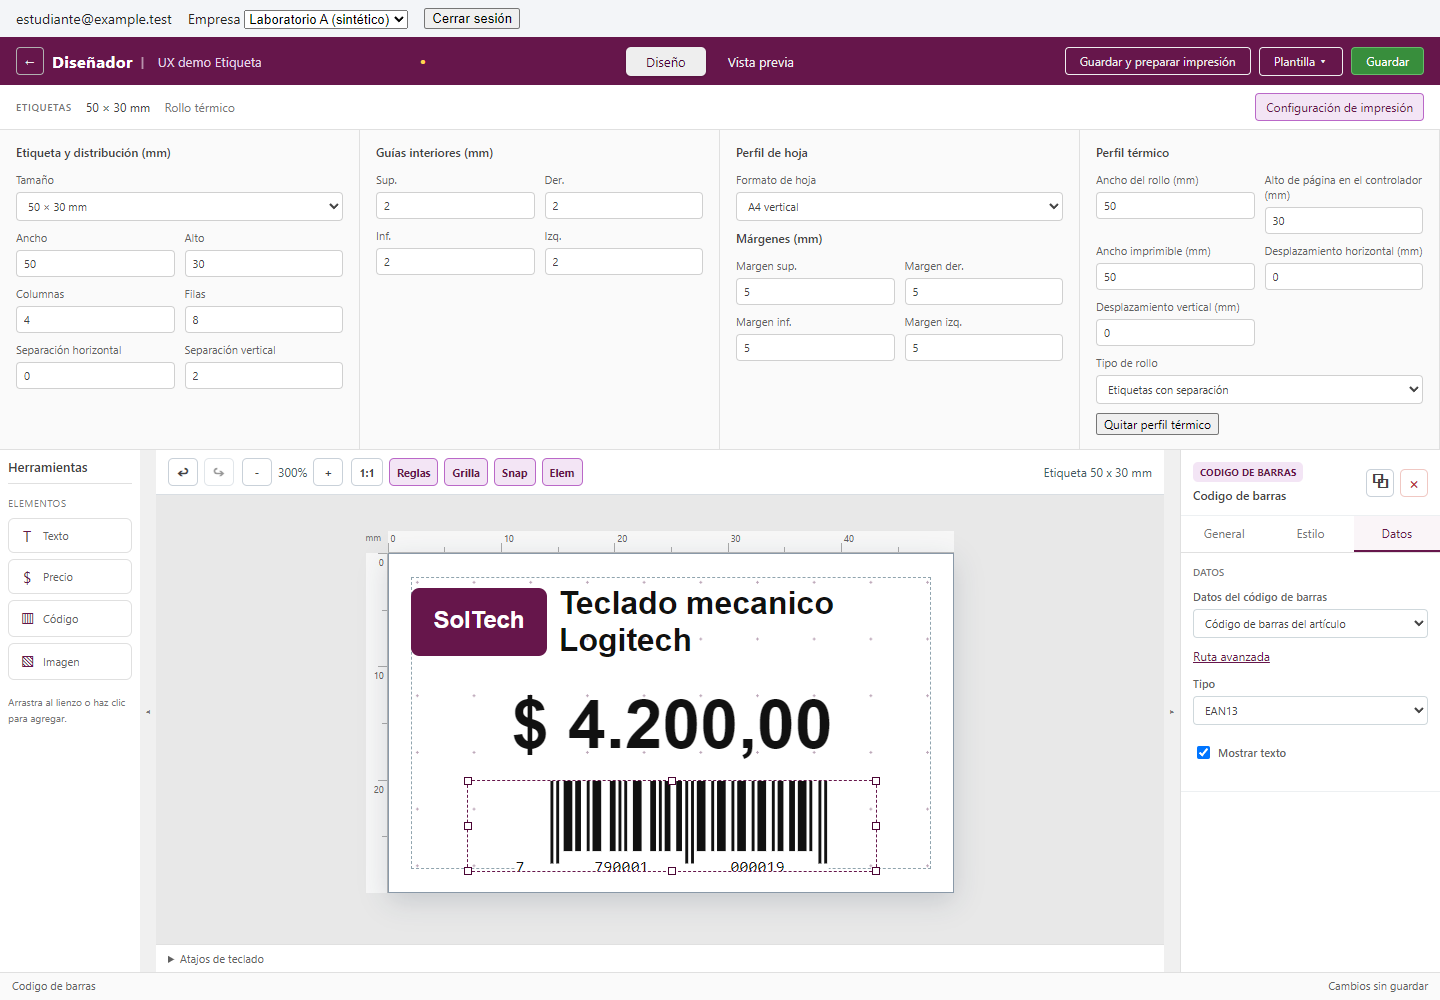 estudiante@example.test Empresa Laboratorio A (sintético) Cerrar sesión
← Diseñador | UX demo Etiqueta Diseño Vista previa Guardar y preparar impresión Plantilla ▾ Guardar
ETIQUETAS 50 × 30 mm Rollo térmico Configuración de impresión
Etiqueta y distribución (mm)
Tamaño
50 × 30 mm
Ancho Alto
50 30
Columnas Filas
4 8
Separación horizontal Separación vertical
0 2
Guías interiores (mm)
Sup. Der.
2 2
Inf. Izq.
2 2
Perfil de hoja
Formato de hoja
A4 vertical
Márgenes (mm)
Margen sup. Margen der.
5 5
Margen inf. Margen izq.
5 5
Perfil térmico
Ancho del rollo (mm) Alto de página en el controlador (mm)
50 30
Ancho imprimible (mm) Desplazamiento horizontal (mm)
50 0
Desplazamiento vertical (mm)
0
Tipo de rollo
Etiquetas con separación
Quitar perfil térmico
Herramientas
ELEMENTOS
T Texto
$ Precio
Código
Imagen
Arrastra al lienzo o haz clic
para agregar.
↩ ↪ - 300% + 1:1 Reglas Grilla Snap Elem Etiqueta 50 x 30 mm
mm 0 10 20 30 40
0
10
20
SolTech
Teclado mecanico
Logitech
$ 4.200,00
7 790001 000019
▶ Atajos de teclado
CODIGO DE BARRAS
Codigo de barras
×
General Estilo Datos
DATOS
Datos del código de barras
Código de barras del artículo
Ruta avanzada
Tipo
EAN13
Mostrar texto
Codigo de barras Cambios sin guardar